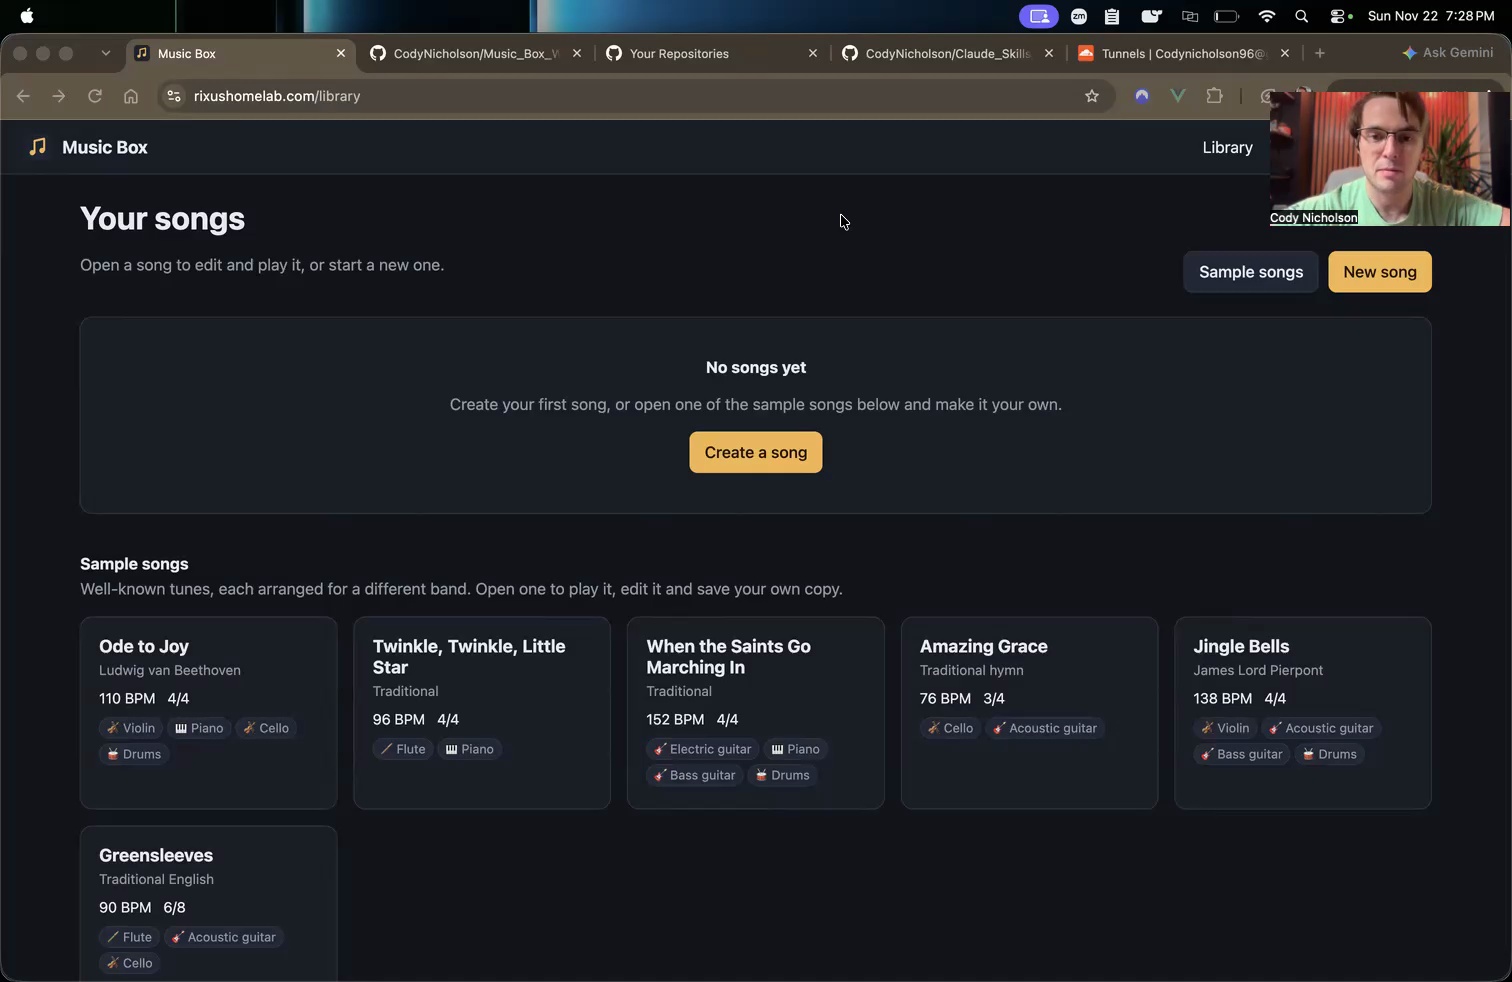 zm
Sun Nov 22 7:28 PM
Music Box
CodyNicholson/Music_Box_
Your Repositories
CodyNicholson/Claude_Skills
Tunnels | Codynicholson96@
Ask Gemini
rixushomelab.com/library
Music Box
Library
Cody Nicholson
Your songs
Open a song to edit and play it, or start a new one.
Sample songs
New song
No songs yet
Create your first song, or open one of the sample songs below and make it your own.
Create a song
Sample songs
Well-known tunes, each arranged for a different band. Open one to play it, edit it and save your own copy.
Ode to Joy
Ludwig van Beethoven
110 BPM 4/4
Violin Piano Cello
Drums
Twinkle, Twinkle, Little
Star
Traditional
96 BPM 4/4
Flute Piano
When the Saints Go
Marching In
Traditional
152 BPM 4/4
Electric guitar Piano
Bass guitar Drums
Amazing Grace
Traditional hymn
76 BPM 3/4
Cello Acoustic guitar
Jingle Bells
James Lord Pierpont
138 BPM 4/4
Violin Acoustic guitar
Bass guitar Drums
Greensleeves
Traditional English
90 BPM 6/8
Flute Acoustic guitar
Cello